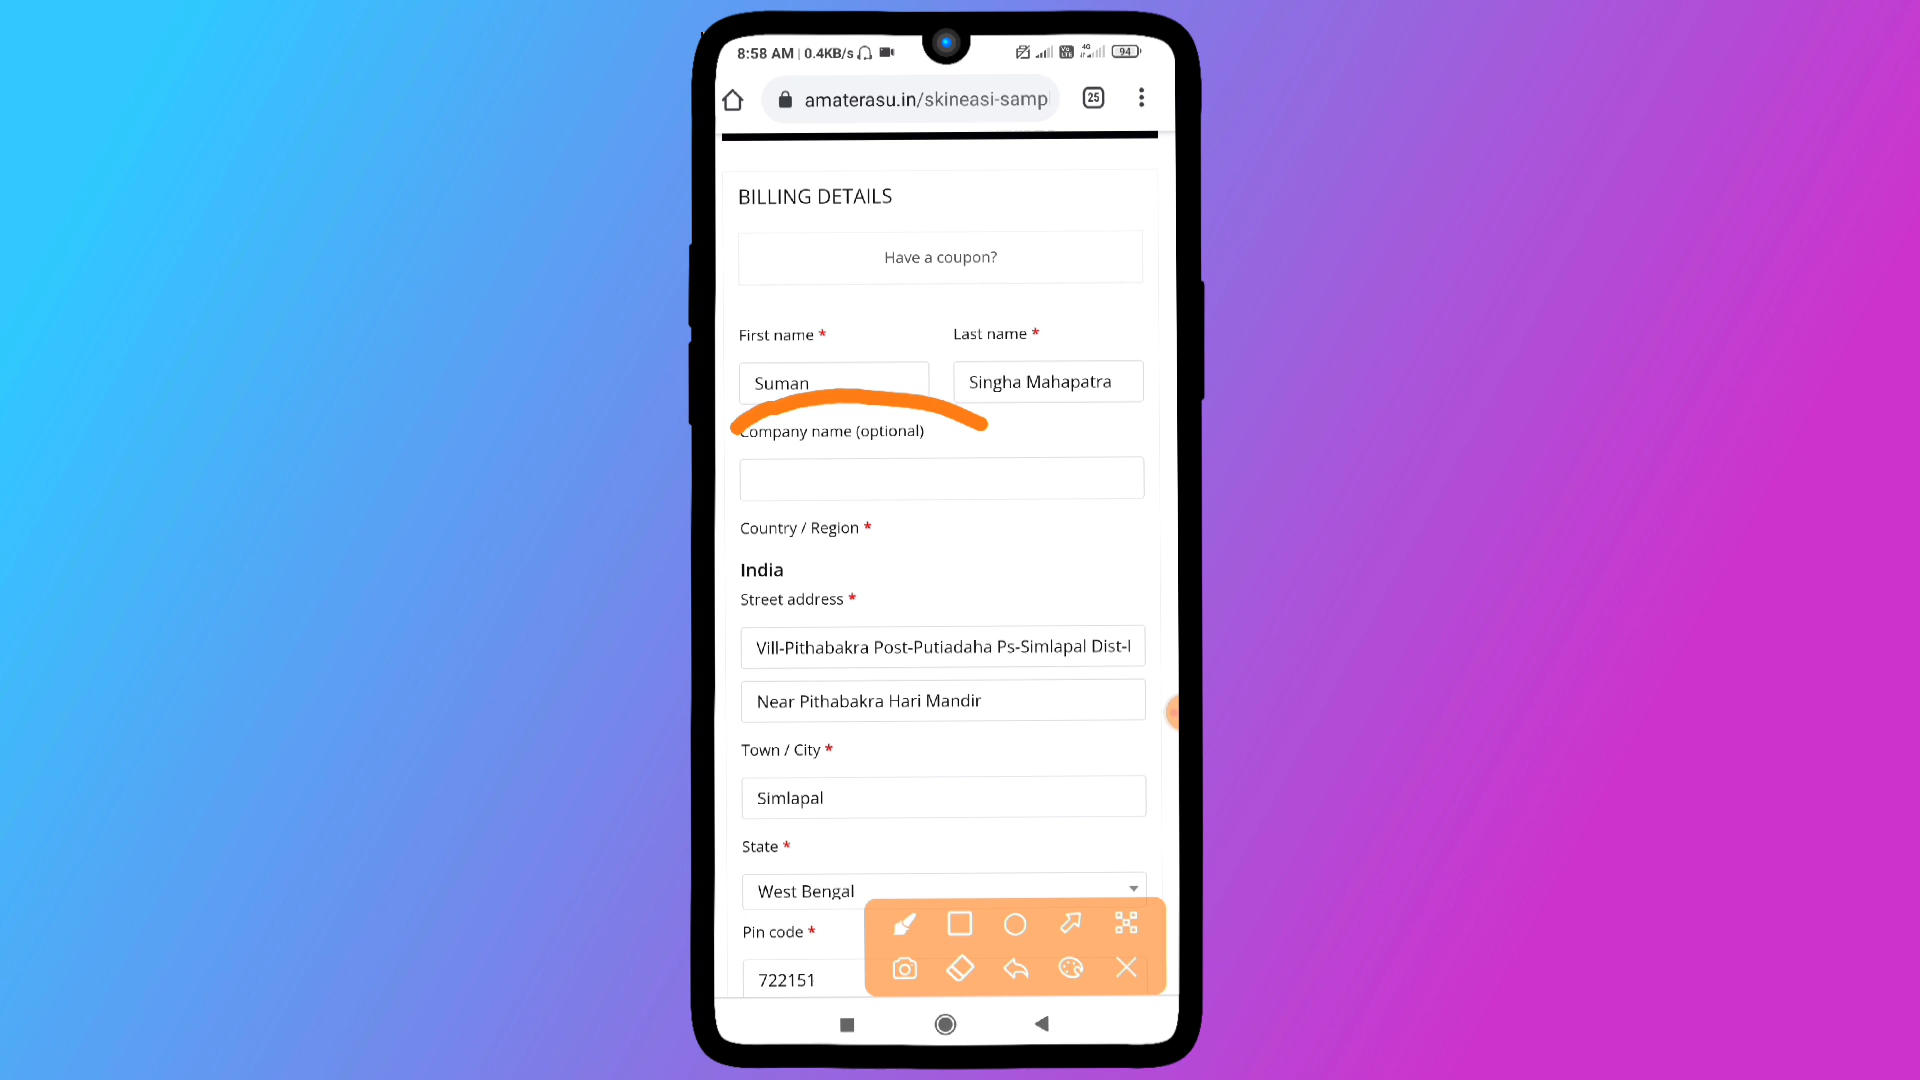 8:58 AM | 0.4KB/s 4G 94
amaterasu.in/skineasi-samp 25
BILLING DETAILS
Have a coupon?
First name * Last name *
Suman Singha Mahapatra
Company name (optional)
Country / Region *
India
Street address *
Vill-Pithabakra Post-Putiadaha Ps-Simlapal Dist-
Near Pithabakra Hari Mandir
Town / City *
Simlapal
State *
West Bengal
Pin code *
722151